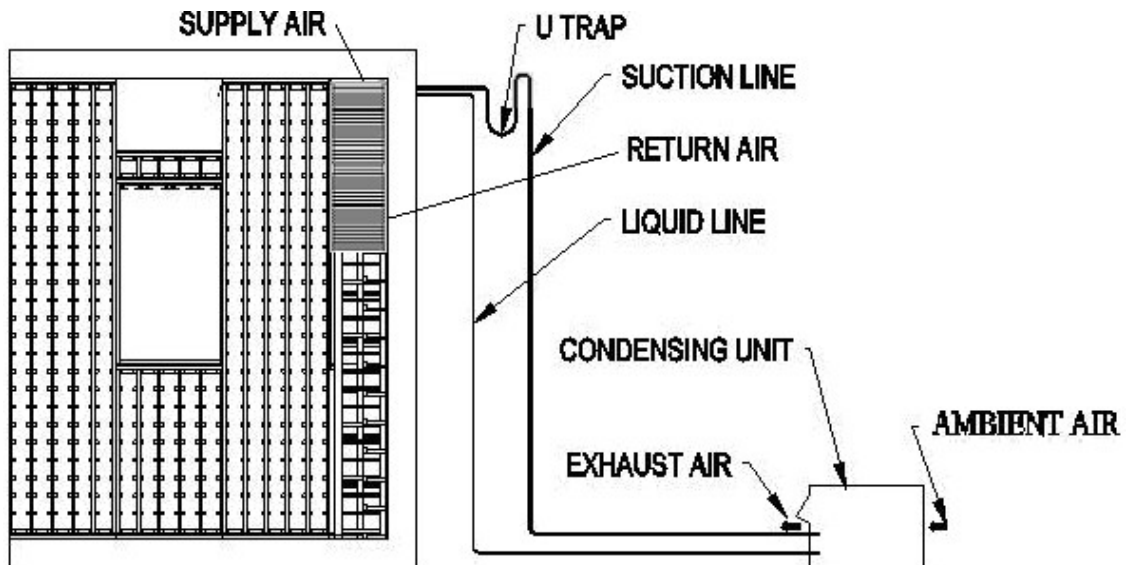 SUPPLY AIR
U TRAP
SUCTION LINE
RETURN AIR
LIQUID LINE
CONDENSING UNIT
AMBIENT AIR
EXHAUST AIR